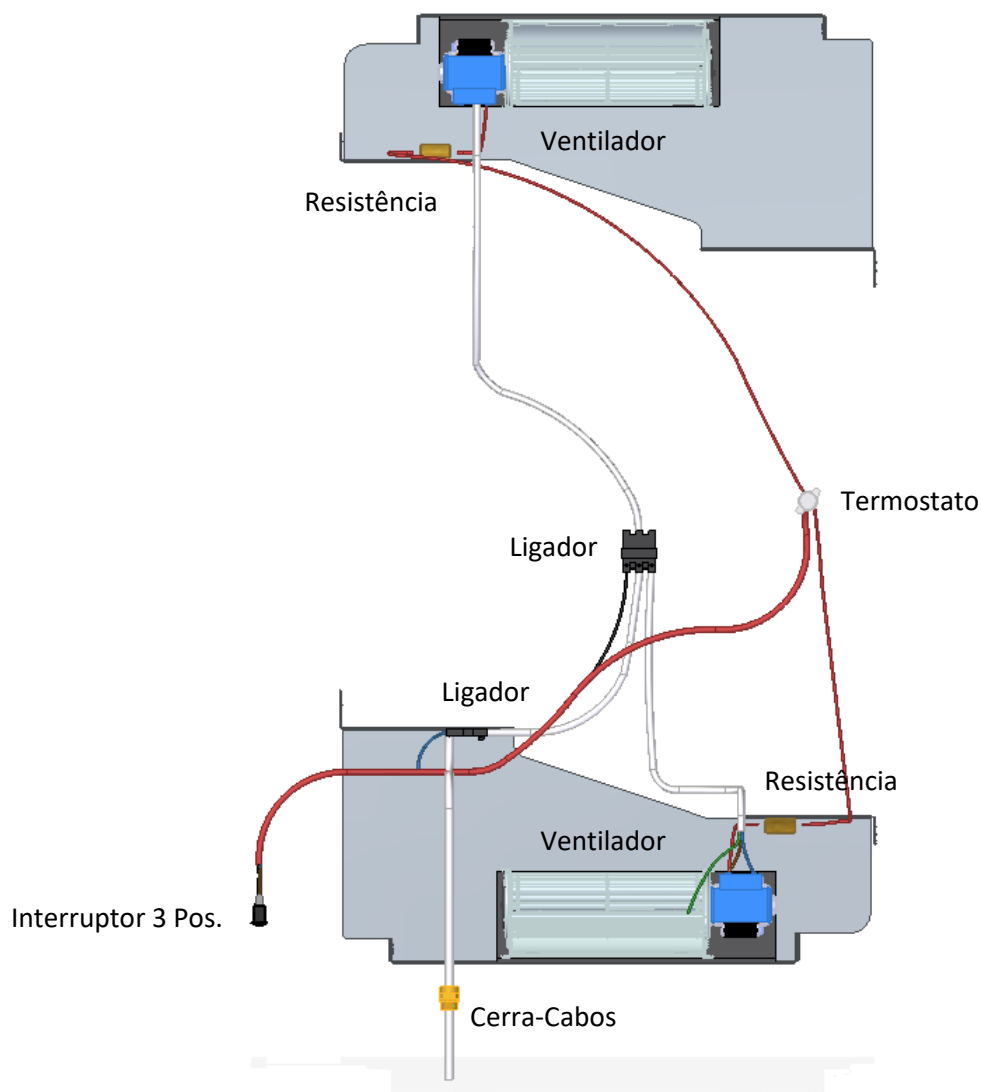 Ventilador
Resistência
Termostato
Ligador
Ligador
Resistência
Ventilador
Interruptor 3 Pos.
Cerra-Cabos